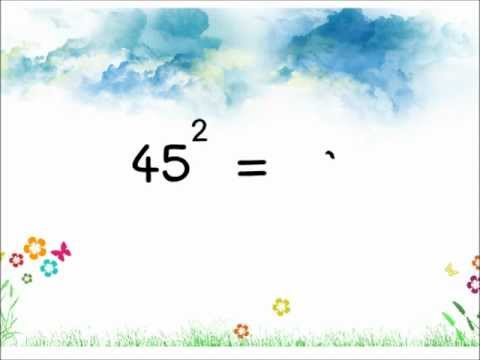 45² =